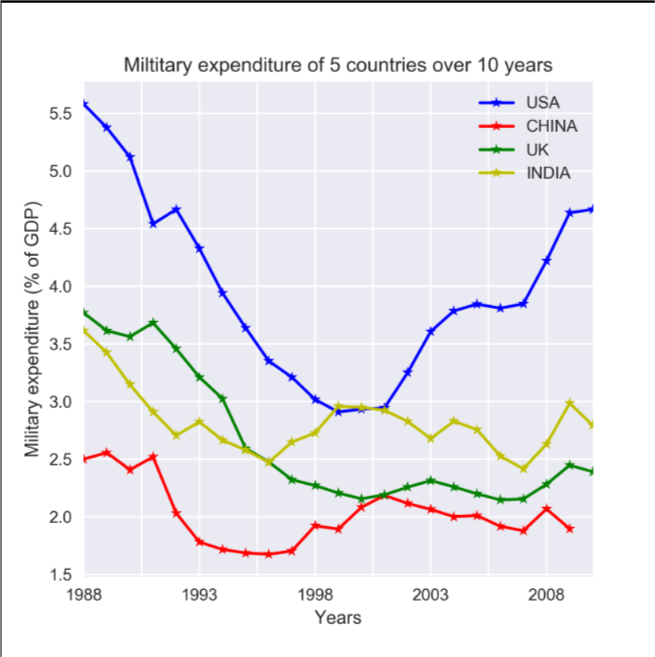 Miltitary expenditure of 5 countries over 10 years
USA
CHINA
UK
INDIA
Military expenditure (% of GDP)
5.5
5.0
4.5
4.0
3.5
3.0
2.5
2.0
1.5
1988 1993 1998 2003 2008
Years